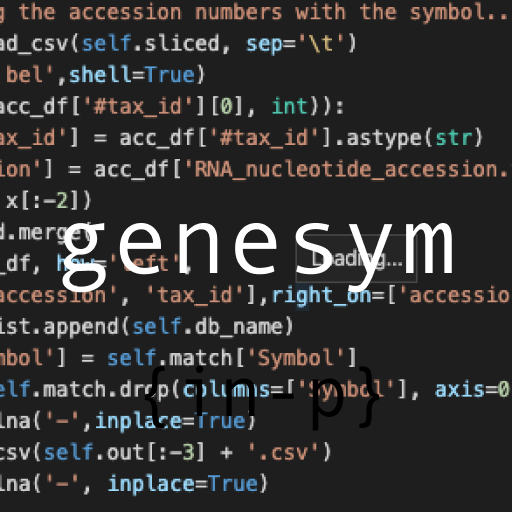 g the accession numbers with the symbol..
ad_csv(self.sliced, sep='\t')
bel',shell=True)
acc_df['#tax_id'][0], int)):
ax_id'] = acc_df['#tax_id'].astype(str)
ion'] = acc_df['RNA_nucleotide_accession.
x[:-2])
d.merge(
genesym
_df, how='left',
Loading...
accession', 'tax_id'],right_on=['accessio
ist.append(self.db_name)
mbol'] = self.match['Symbol']
elf.match.drop(columns=['Symbol'], axis=0
{in-p}
lna('-',inplace=True)
csv(self.out[:-3] + '.csv')
lna('-', inplace=True)